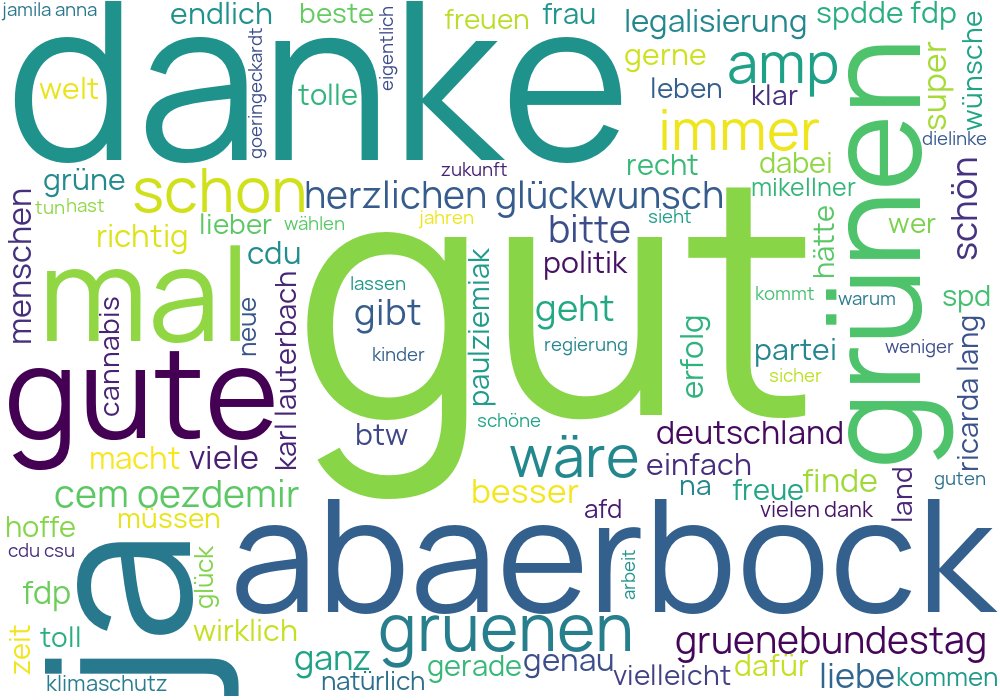 jamila anna
danke
endlich
beste
freuen
frau
legalisierung
spdde fdp
wünsche
super
welt
goeringeckardt
tolle
eigentlich
gerne
amp
leben
klar
immer
grünen
dielinke
grüne
schon
zukunft
recht
dabei
mikellner
schön
tun
hast
herzlichen glückwunsch
menschen
richtig
lieber
wählen
jahren
bitte
sieht
hätte
wer
cdu
mal
gut
politik
lassen
gibt
paulziemiak
geht
kommt
warum
spd
cannabis
neue
karl lauterbach
kinder
regierung
erfolg
partei
weniger
ricarda lang
sicher
gute
btw
schöne
deutschland
macht
viele
wäre
einfach
land
guten
cem oezdemir
besser
na
freue
finde
hoffe
müssen
afd
vielen dank
cdu csu
ja
glück
abaerbock
arbeit
fdp
zeit
toll
wirklich
gruenen
gruenebundestag
klimaschutz
ganz
natürlich
gerade
genau
vielleicht
dafür
liebe
kommen